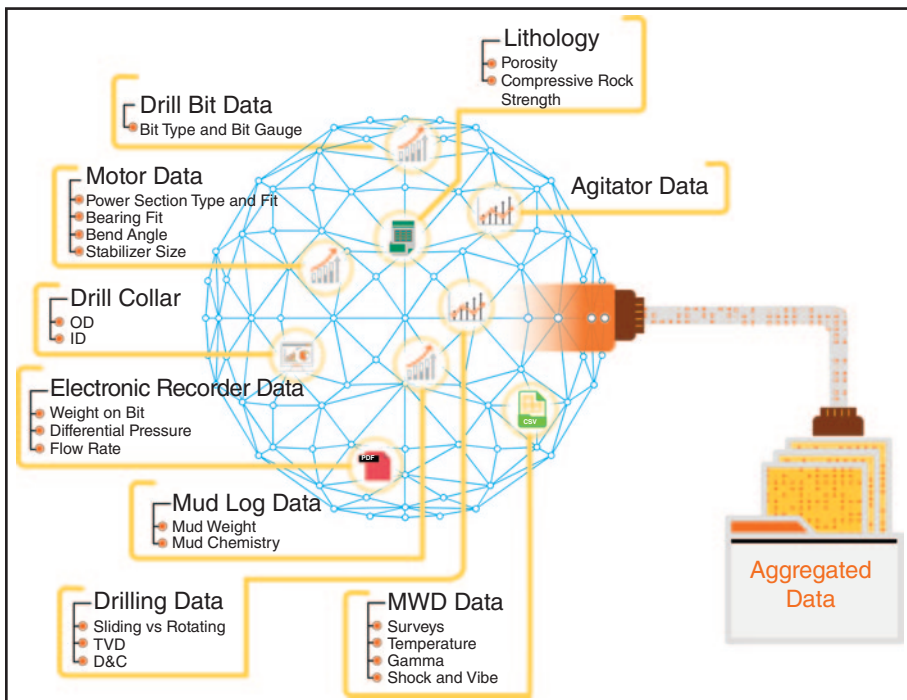 Lithology
Porosity
Compressive Rock
Strength
Drill Bit Data
Bit Type and Bit Gauge
Motor Data
Power Section Type and Fit
Bearing Fit
Bend Angle
Stabilizer Size
Agitator Data
Drill Collar
OD
ID
Electronic Recorder Data
Weight on Bit
Differential Pressure
Flow Rate
PDF
CSV
Mud Log Data
Mud Weight
Mud Chemistry
Drilling Data
Sliding vs Rotating
TVD
D&C
MWD Data
Surveys
Temperature
Gamma
Shock and Vibe
Aggregated
Data